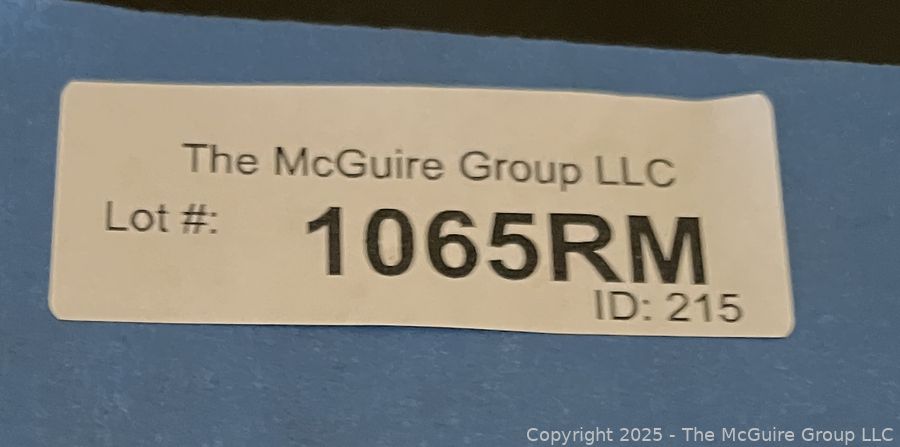 The McGuire Group LLC
Lot #: 1065RM
ID: 215
Copyright 2025 - The McGuire Group LLC